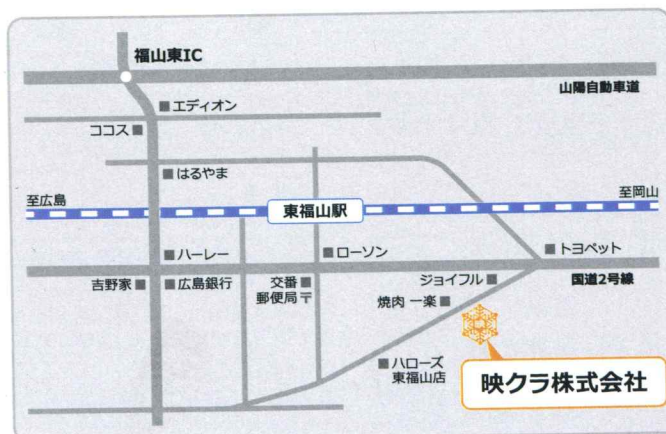 福山東IC
山陽自動車道
エディオン
ココス
はるやま
至広島
東福山駅
至岡山
ハーレー
ローソン
トヨペット
吉野家
広島銀行
交番
郵便局〒
ジョイフル
国道2号線
焼肉 一楽
ハローズ
東福山店
映クラ株式会社